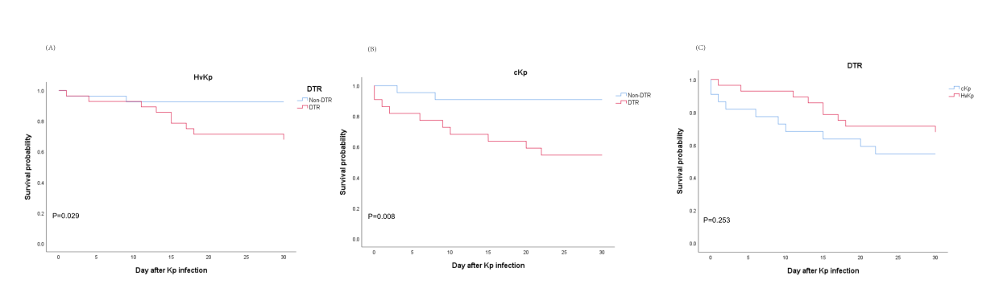 (A)
HvKp
DTR
Non-DTR
DTR
Survival probability
1.0
0.8
0.6
0.4
0.2
0.0
P=0.029
0 5 10 15 20 25 30
Day after Kp infection
(B)
cKp
Non-DTR
DTR
Survival probability
1.0
0.8
0.6
0.4
0.2
0.0
P=0.008
0 5 10 15 20 25 30
Day after Kp infection
(C)
DTR
cKp
HvKp
Survival probability
1.0
0.8
0.6
0.4
0.2
0.0
P=0.253
0 5 10 15 20 25 30
Day after Kp infection